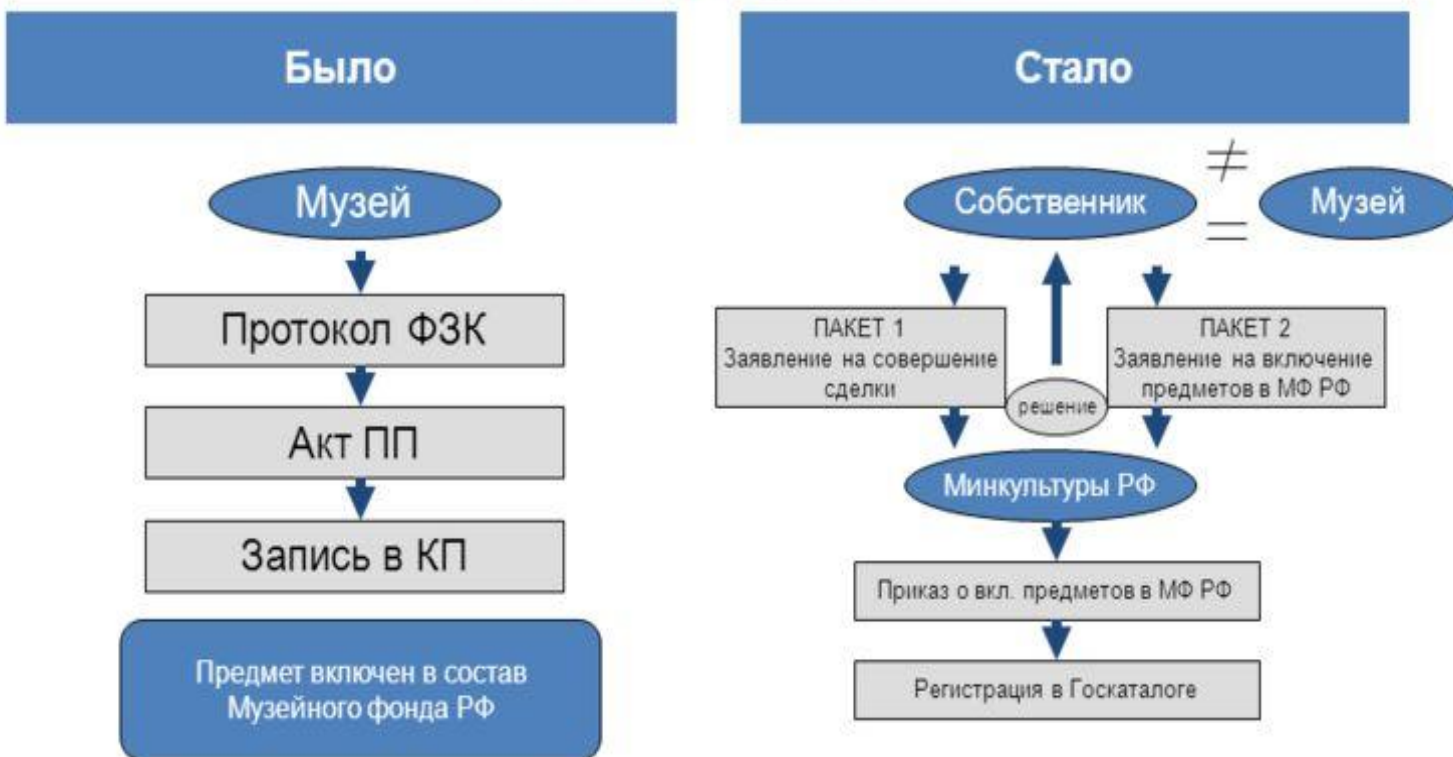 Было
Музей
Протокол ФЗК
Акт ПП
Запись в КП
Предмет включен в состав
Музейного фонда РФ
Стало
Собственник
≠
=
Музей
ПАКЕТ 1
Заявление на совершение
сделки
решение
ПАКЕТ 2
Заявление на включение
предметов в МФ РФ
Минкультуры РФ
Приказ о вкл. предметов в МФ РФ
Регистрация в Госкаталоге